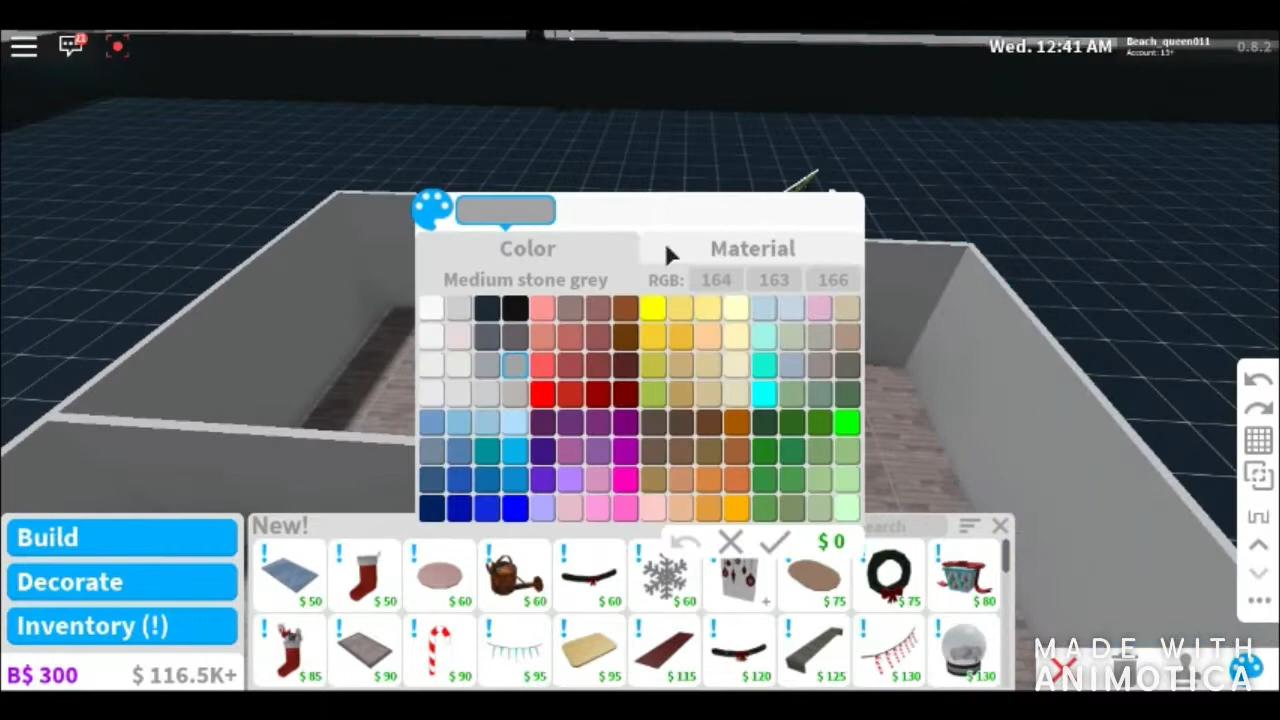 21
Wed. 12:41 AM
Beach_queen011
Account: 13+
0.8.2
Color
Material
Medium stone grey
RGB: 164 163 166
$ 0
Build
Decorate
Inventory (!)
B$ 300 $ 116.5K+
New!
earch
! ! ! ! ! ! ! ! !
$ 50 $ 50 $ 60 $ 60 $ 60 $ 60 + $ 75 $ 75 $ 80
! ! ! ! ! ! ! ! ! !
$ 85 $ 90 $ 90 $ 95 $ 95 $ 115 $ 120 $ 125 $ 130 $ 130
MADE WITH
ANIMOTICA